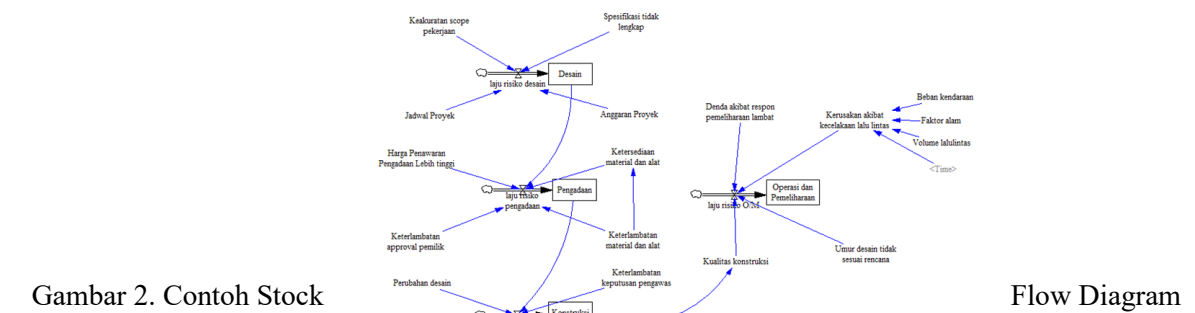 Keakuratan scope
pekerjaan
Spesifikasi tidak
lengkap
Desain
laju risiko desain
Jadwal Proyek
Anggaran Proyek
Harga Penawaran
Pengadaan Lebih tinggi
Ketersediaan
material dan alat
Pengadaan
laju risiko
pengadaan
Keterlambatan
approval pemilik
Keterlambatan
material dan alat
Perubahan desain
Keterlambatan
keputusan pengawas
Konstruksi
Denda akibat respon
pemeliharaan lambat
Kerusakan akibat
kecelakaan lalu lintas
Beban kendaraan
Faktor alam
Volume lalulintas
<Time>
Operasi dan
Pemeliharaan
laju risiko O/M
Kualitas konstruksi
Umur desain tidak
sesuai rencana
Gambar 2. Contoh Stock Flow Diagram